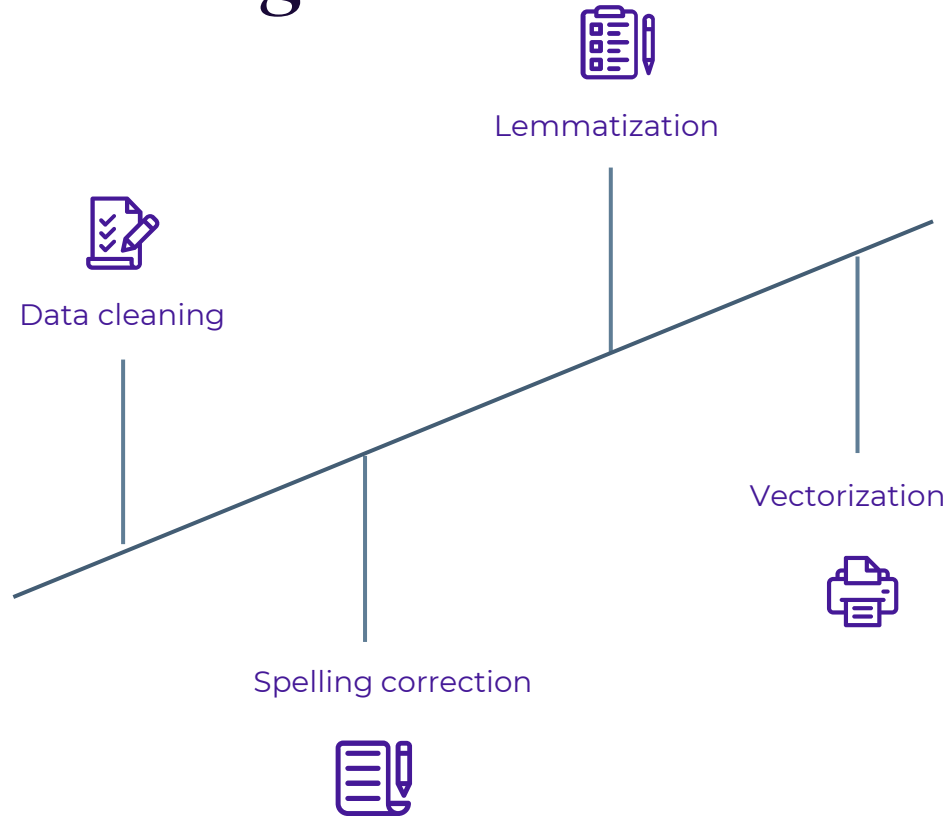 Lemmatization
Data cleaning
Vectorization
Spelling correction